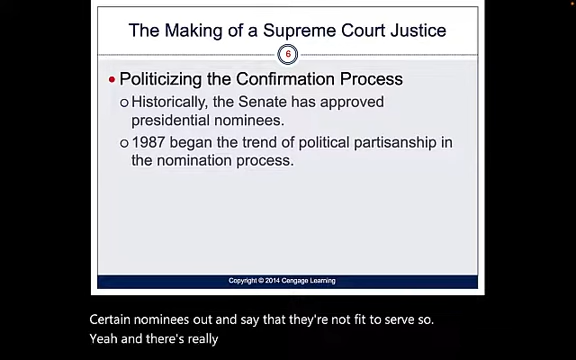 The Making of a Supreme Court Justice
6
• Politicizing the Confirmation Process
o Historically, the Senate has approved
presidential nominees.
o 1987 began the trend of political partisanship in
the nomination process.
Copyright © 2014 Cengage Learning
Certain nominees out and say that they're not fit to serve so.
Yeah and there's really